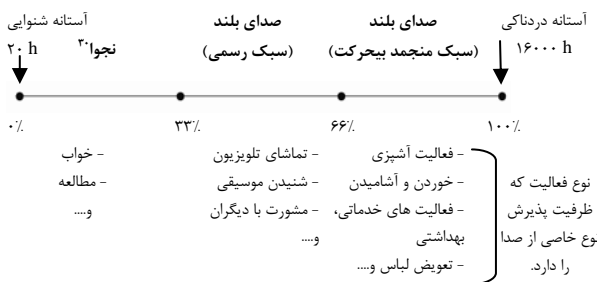 آستانه شنوایی
۲۰ h
نجوا۳۰
صدای بلند
(سبک رسمی)
صدای بلند
(سبک منجمد بیحرکت)
آستانه دردناکی
۱۶۰۰۰ h
۰٪
۳۳٪
۶۶٪
۱۰۰٪
- خواب
- مطالعه
و....
- تماشای تلویزیون
- شنیدن موسیقی
- مشورت با دیگران
و....
- فعالیت آشپزی
- خوردن و آشامیدن
- فعالیت های خدماتی،
بهداشتی
- تعویض لباس و....
نوع فعالیت که
ظرفیت پذیرش
نوع خاصی از صدا
را دارد.